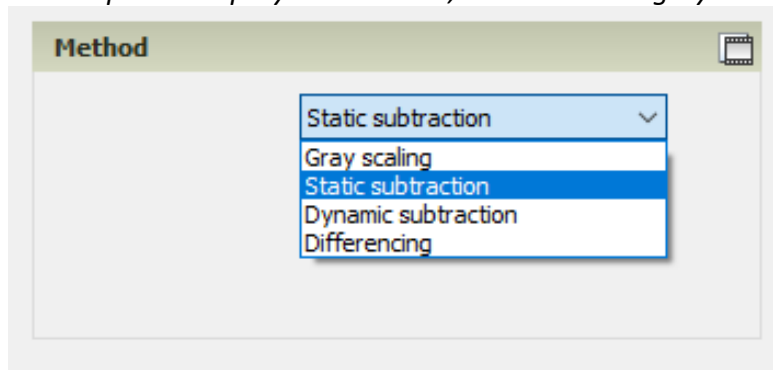 Method
Static subtraction
Gray scaling
Static subtraction
Dynamic subtraction
Differencing